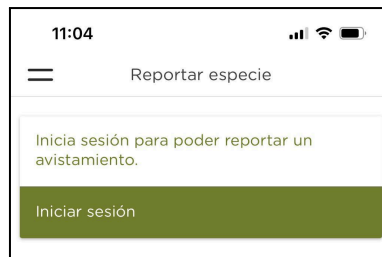 11:04
Reportar especie
Inicia sesión para poder reportar un
avistamiento.
Iniciar sesión